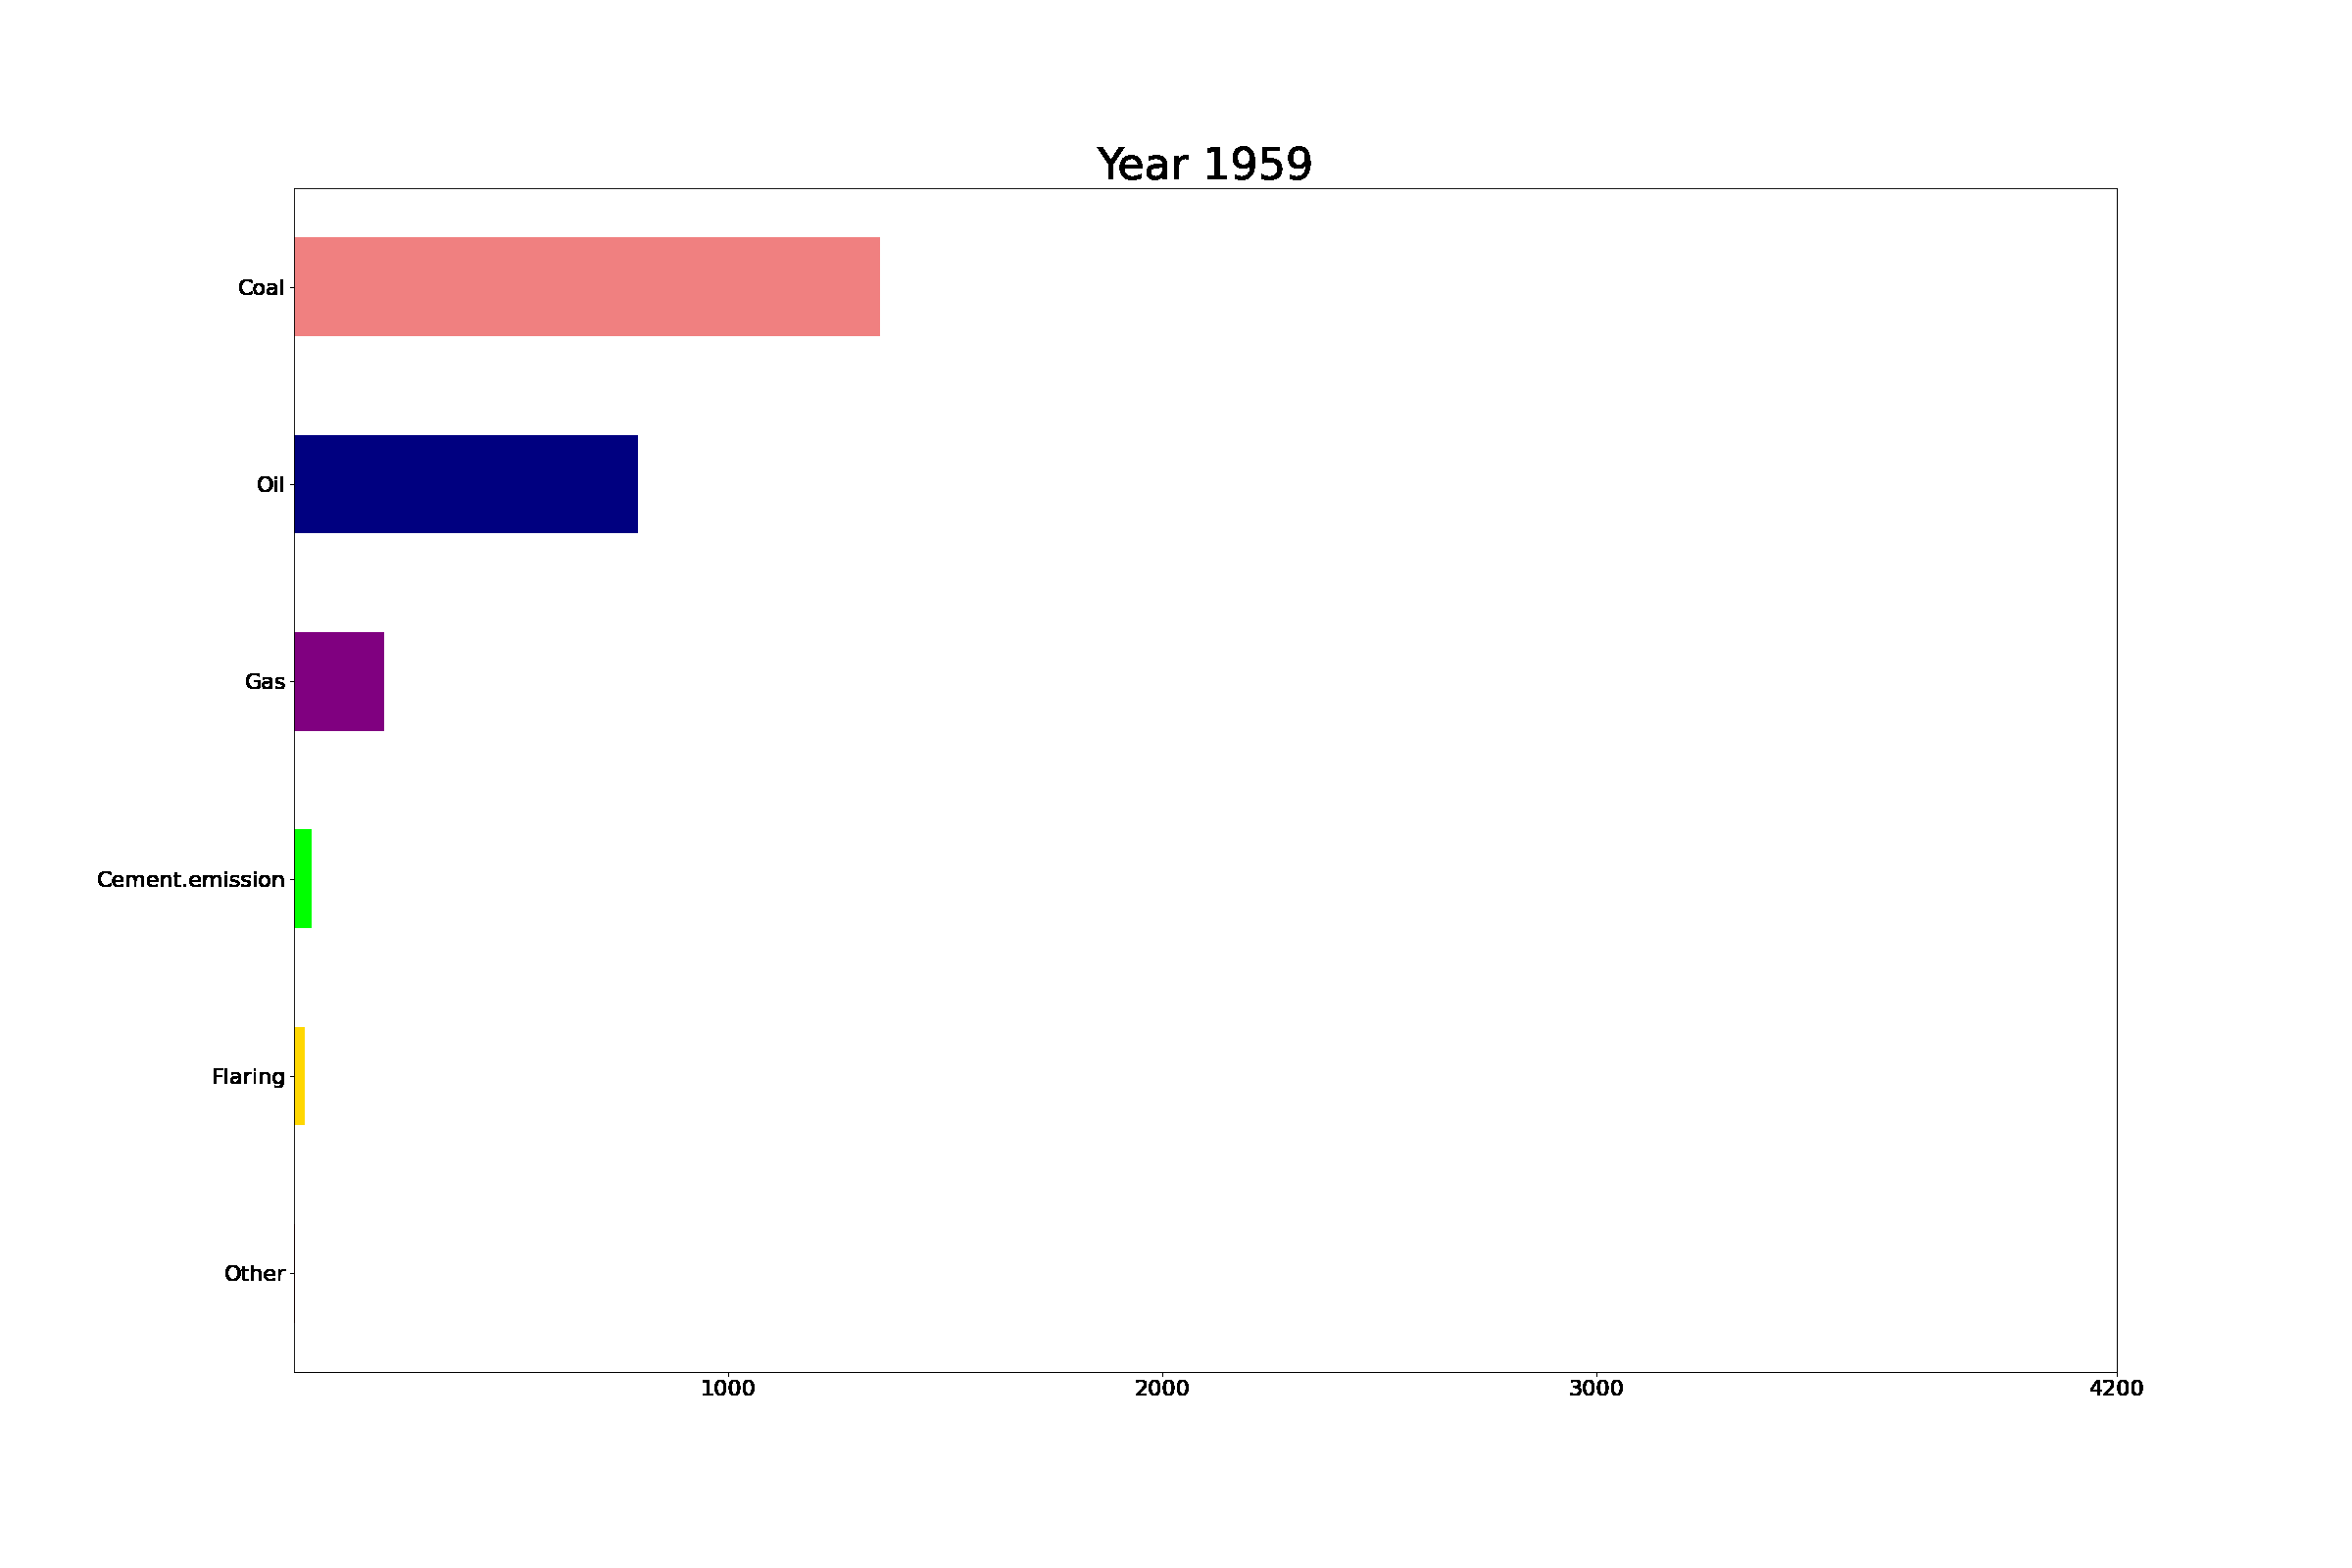 Year 1959
Coal
Oil
Gas
Cement.emission
Flaring
Other
1000 2000 3000 4200